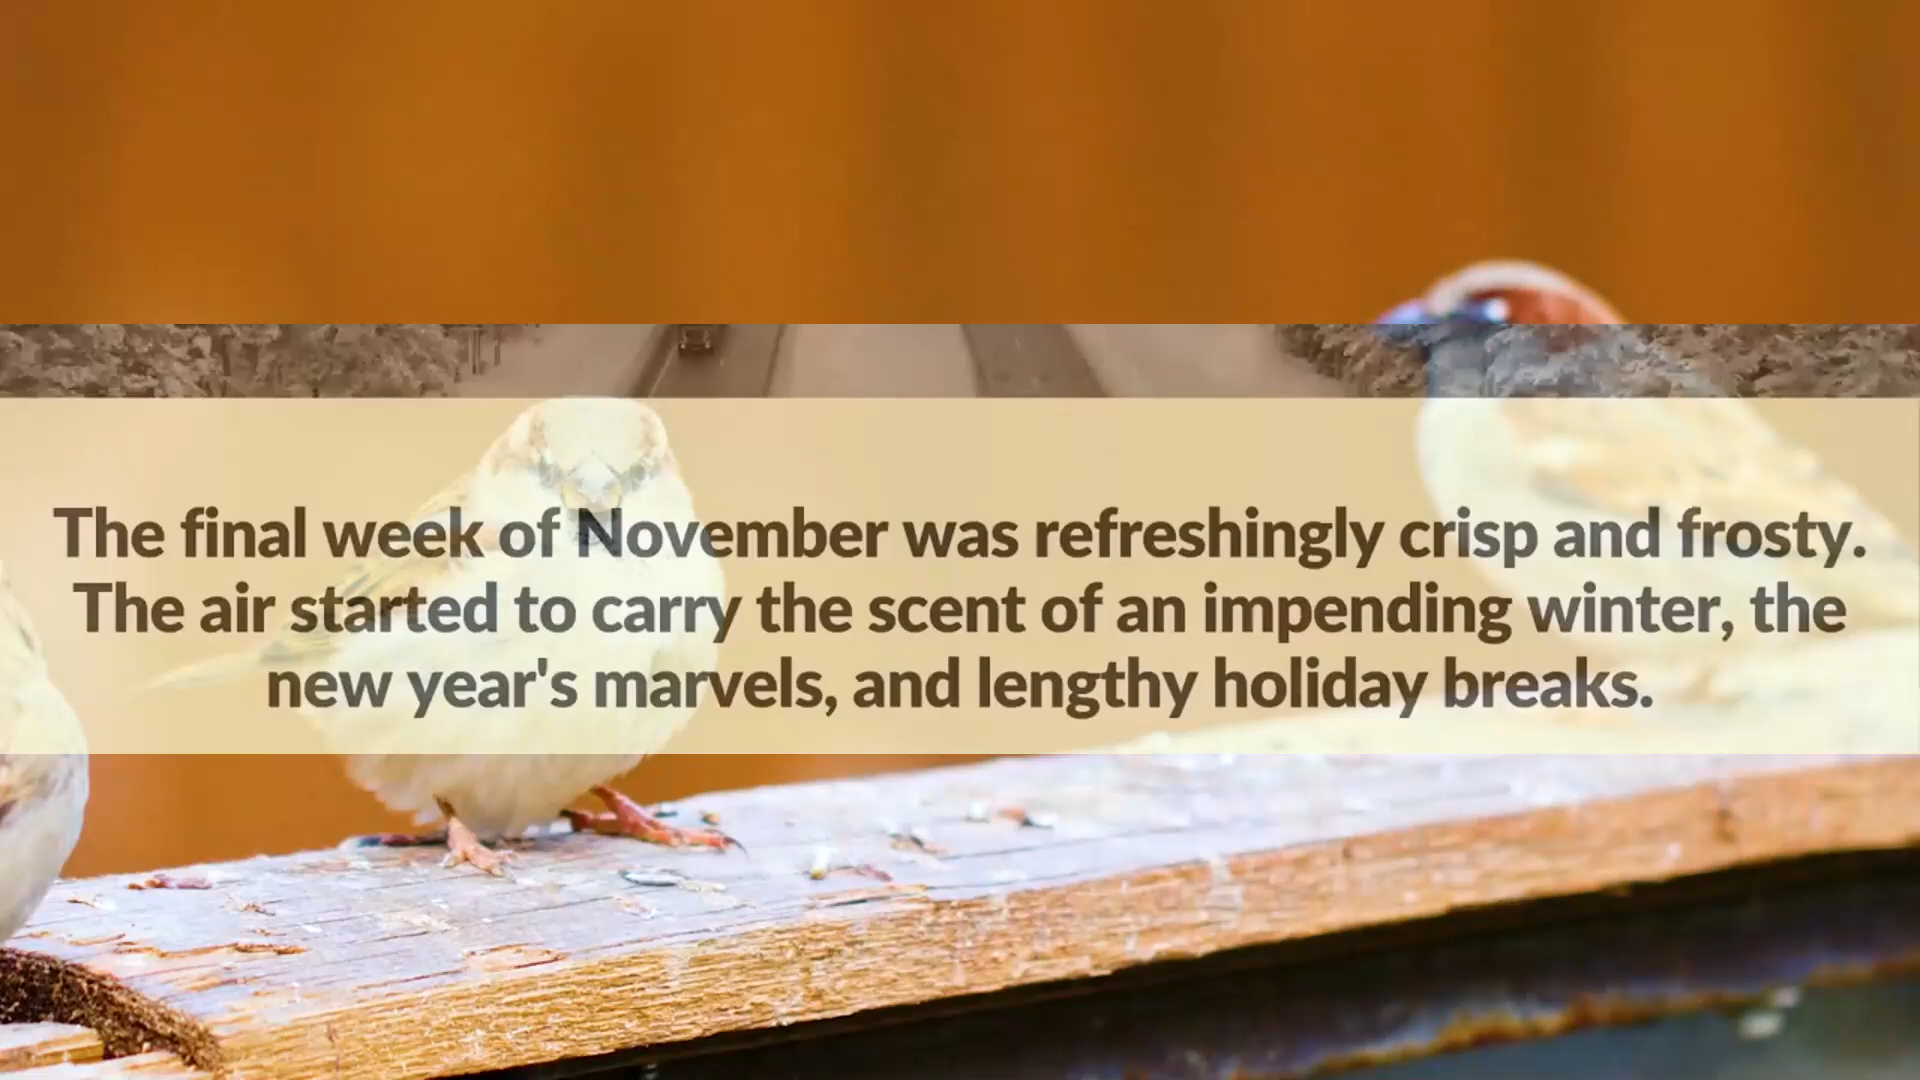 The final week of November was refreshingly crisp and frosty.
The air started to carry the scent of an impending winter, the
new year's marvels, and lengthy holiday breaks.